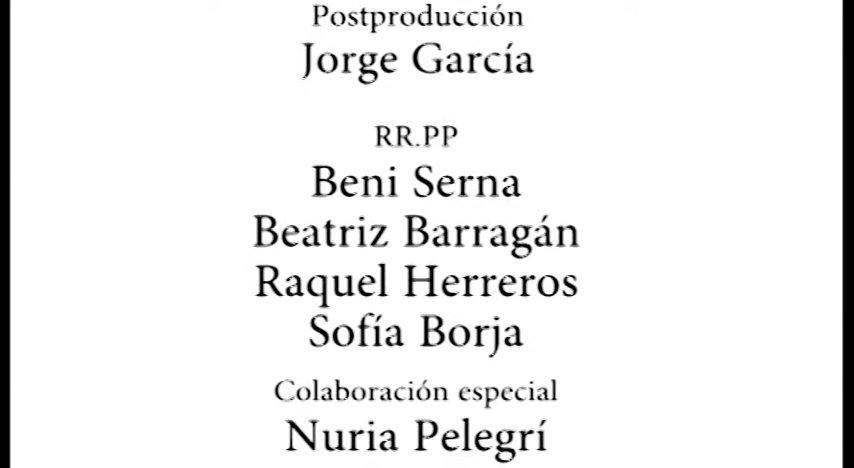 Postproducción
Jorge García
RR.PP
Beni Serna
Beatriz Barragán
Raquel Herreros
Sofía Borja
Colaboración especial
Nuria Pelegrí